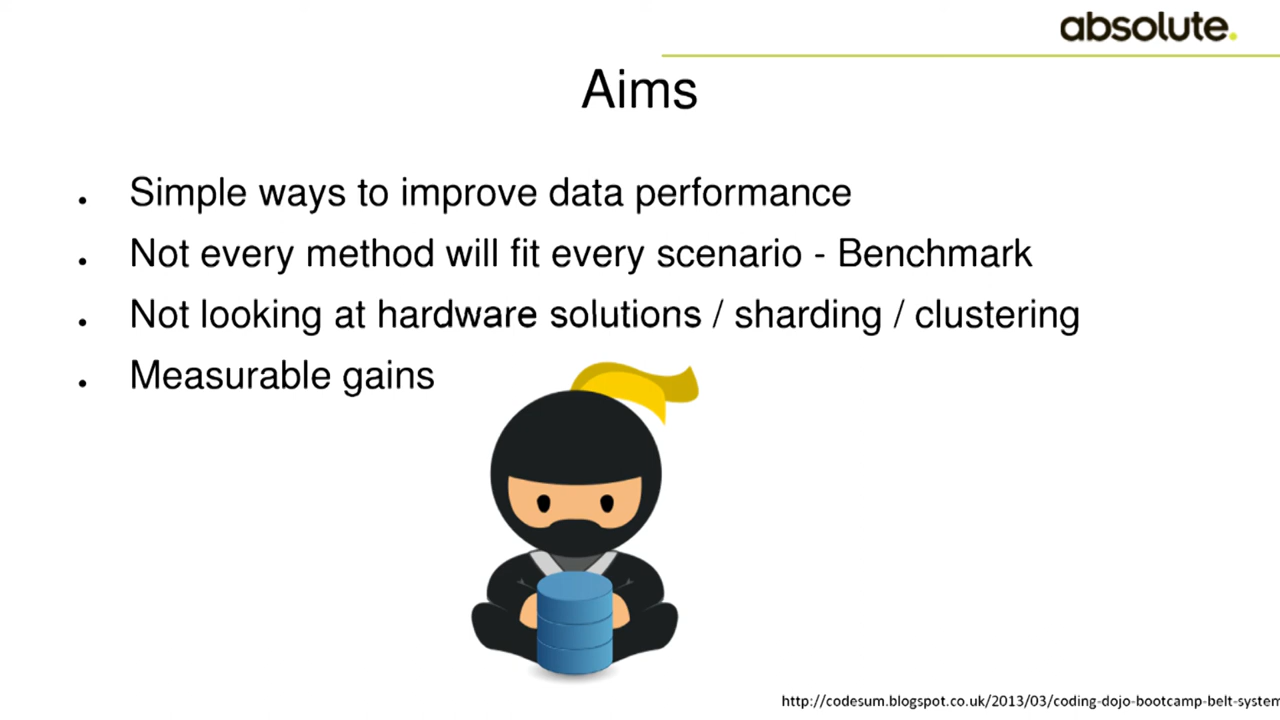 absolute.
Aims
Simple ways to improve data performance
Not every method will fit every scenario - Benchmark
Not looking at hardware solutions / sharding / clustering
Measurable gains
http://codesum.blogspot.co.uk/2013/03/coding-dojo-bootcamp-belt-system